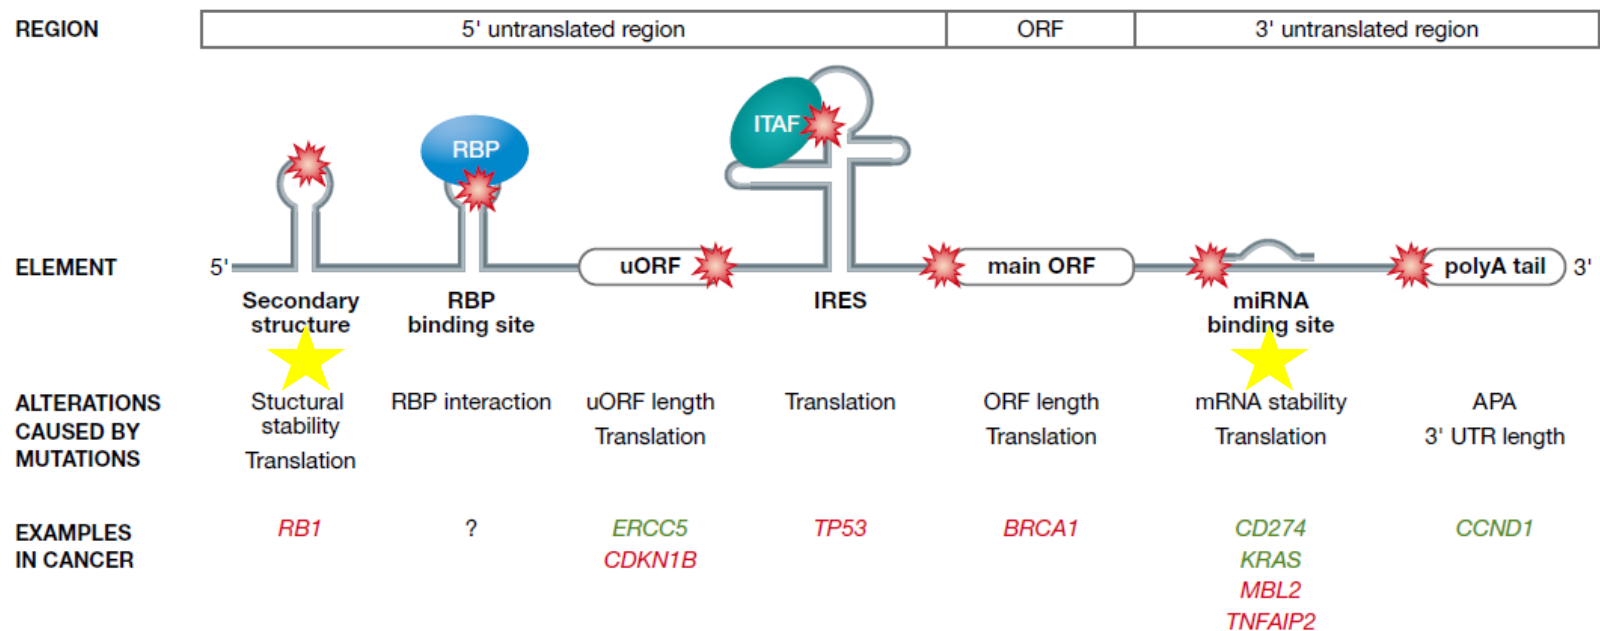 REGION
5' untranslated region
ORF
3' untranslated region
ITAF
RBP
ELEMENT
5'
uORF
main ORF
polyA tail
3'
Secondary
structure
RBP
binding site
IRES
miRNA
binding site
ALTERATIONS
CAUSED BY
MUTATIONS
Stuctural
stability
Translation
RBP interaction
uORF length
Translation
Translation
ORF length
Translation
mRNA stability
Translation
APA
3' UTR length
EXAMPLES
IN CANCER
RB1
?
ERCC5
CDKN1B
TP53
BRCA1
CD274
KRAS
MBL2
TNFAIP2
CCND1